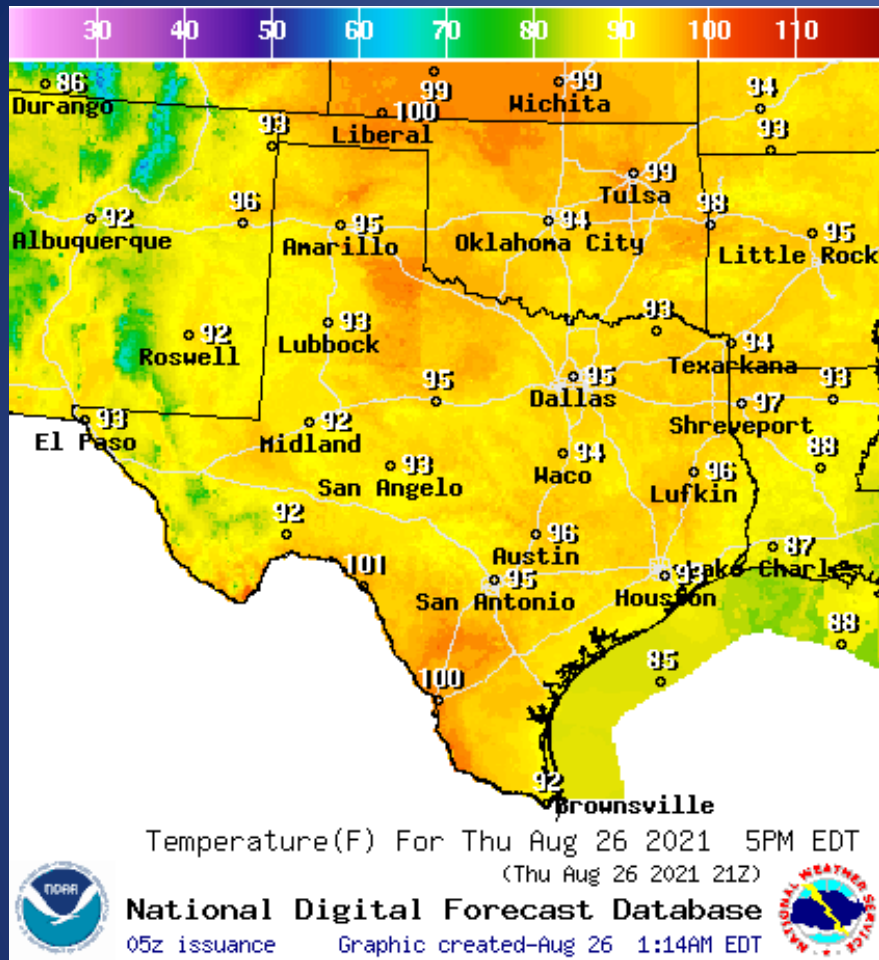 30 40 50 60 70 80 90 100 110
86
Durango
99
99
Wichita
100
Liberal
94
93
93
99
Tulsa
92
Albuquerque
96
95
Amarillo
94
Oklahoma City
98
95
Little Rock
92
Roswell
93
Lubbock
93
94
Texarkana
95
95
Dallas
97
Shreveport
93
93
El Paso
92
Midland
93
San Angelo
94
Waco
96
Lufkin
88
92
96
Austin
87
Lake Charles
101
95
San Antonio
93
Houston
88
85
100
92
Brownsville
Temperature(F) For Thu Aug 26 2021 5PM EDT
(Thu Aug 26 2021 21Z)
National Digital Forecast Database
05z issuance Graphic created-Aug 26 1:14AM EDT
NOAA
NATIONAL WEATHER SERVICE